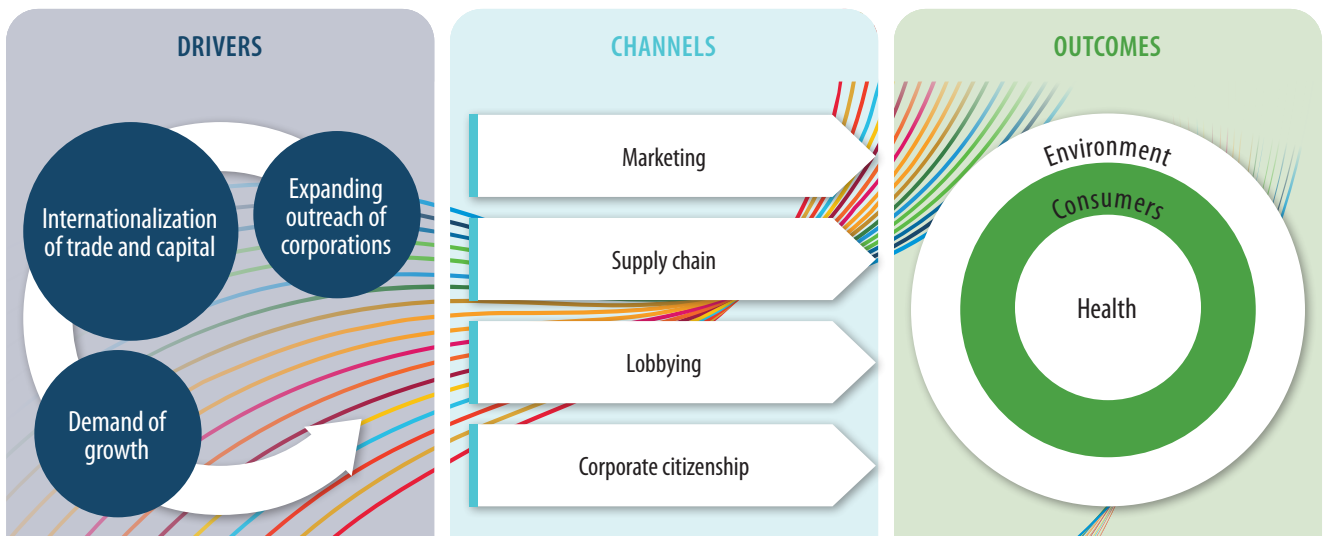 DRIVERS
Internationalization
of trade and capital
Expanding
outreach of
corporations
Demand of
growth
CHANNELS
Marketing
Supply chain
Lobbying
Corporate citizenship
OUTCOMES
Environment
Consumers
Health